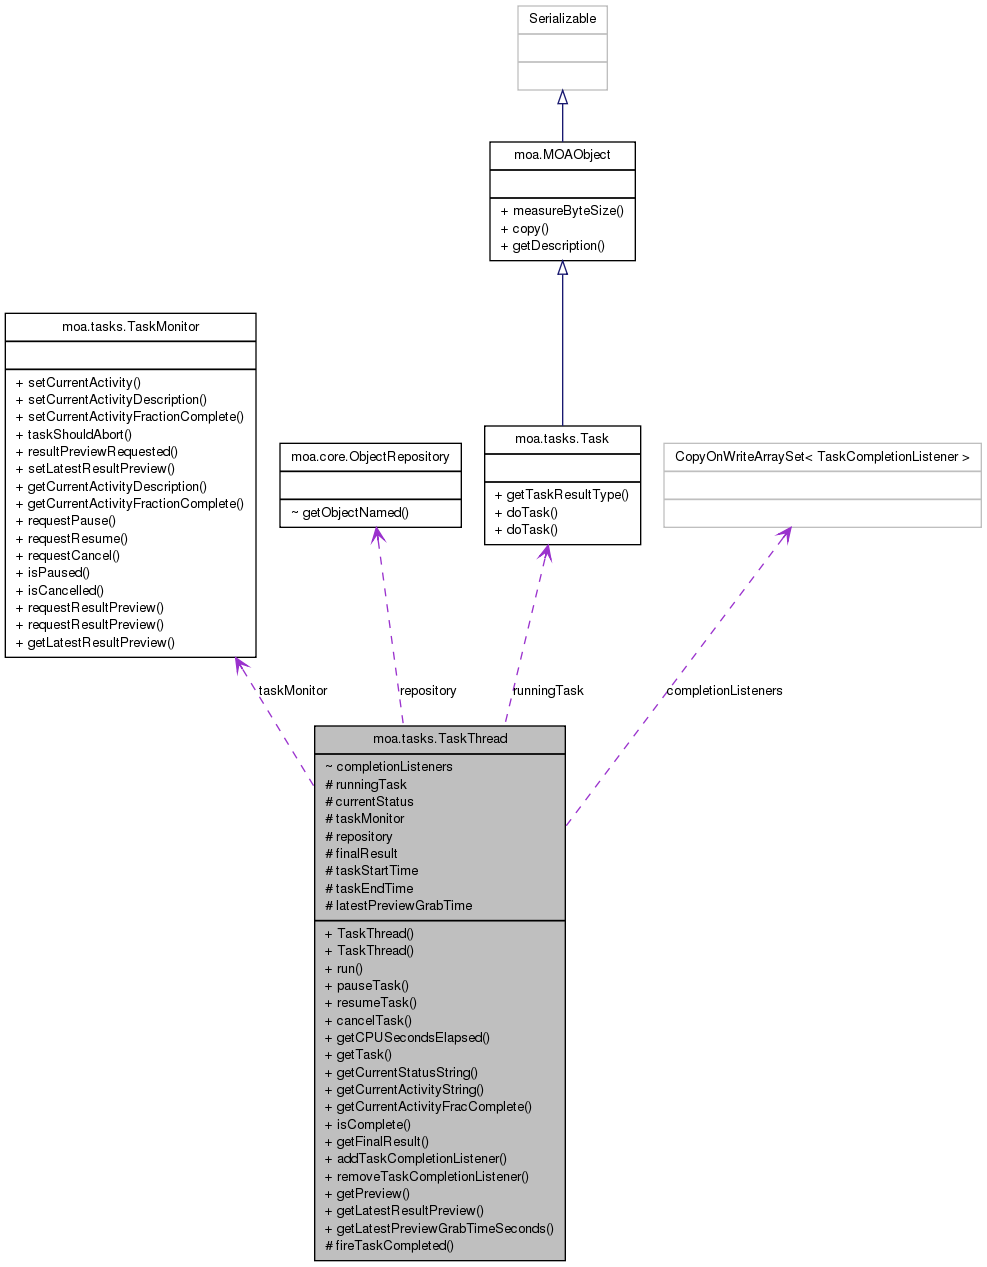 Serializable
moa.MOAObject
+ measureByteSize()
+ copy()
+ getDescription()
moa.tasks.TaskMonitor
+ setCurrentActivity()
+ setCurrentActivityDescription()
+ setCurrentActivityFractionComplete()
+ taskShouldAbort()
+ resultPreviewRequested()
+ setLatestResultPreview()
+ getCurrentActivityDescription()
+ getCurrentActivityFractionComplete()
+ requestPause()
+ requestResume()
+ requestCancel()
+ isPaused()
+ isCancelled()
+ requestResultPreview()
+ requestResultPreview()
+ getLatestResultPreview()
moa.core.ObjectRepository
~ getObjectNamed()
moa.tasks.Task
+ getTaskResultType()
+ doTask()
+ doTask()
CopyOnWriteArraySet< TaskCompletionListener >
taskMonitor
repository
runningTask
completionListeners
moa.tasks.TaskThread
~ completionListeners
# runningTask
# currentStatus
# taskMonitor
# repository
# finalResult
# taskStartTime
# taskEndTime
# latestPreviewGrabTime
+ TaskThread()
+ TaskThread()
+ run()
+ pauseTask()
+ resumeTask()
+ cancelTask()
+ getCPUSecondsElapsed()
+ getTask()
+ getCurrentStatusString()
+ getCurrentActivityString()
+ getCurrentActivityFracComplete()
+ isComplete()
+ getFinalResult()
+ addTaskCompletionListener()
+ removeTaskCompletionListener()
+ getPreview()
+ getLatestResultPreview()
+ getLatestPreviewGrabTimeSeconds()
# fireTaskCompleted()